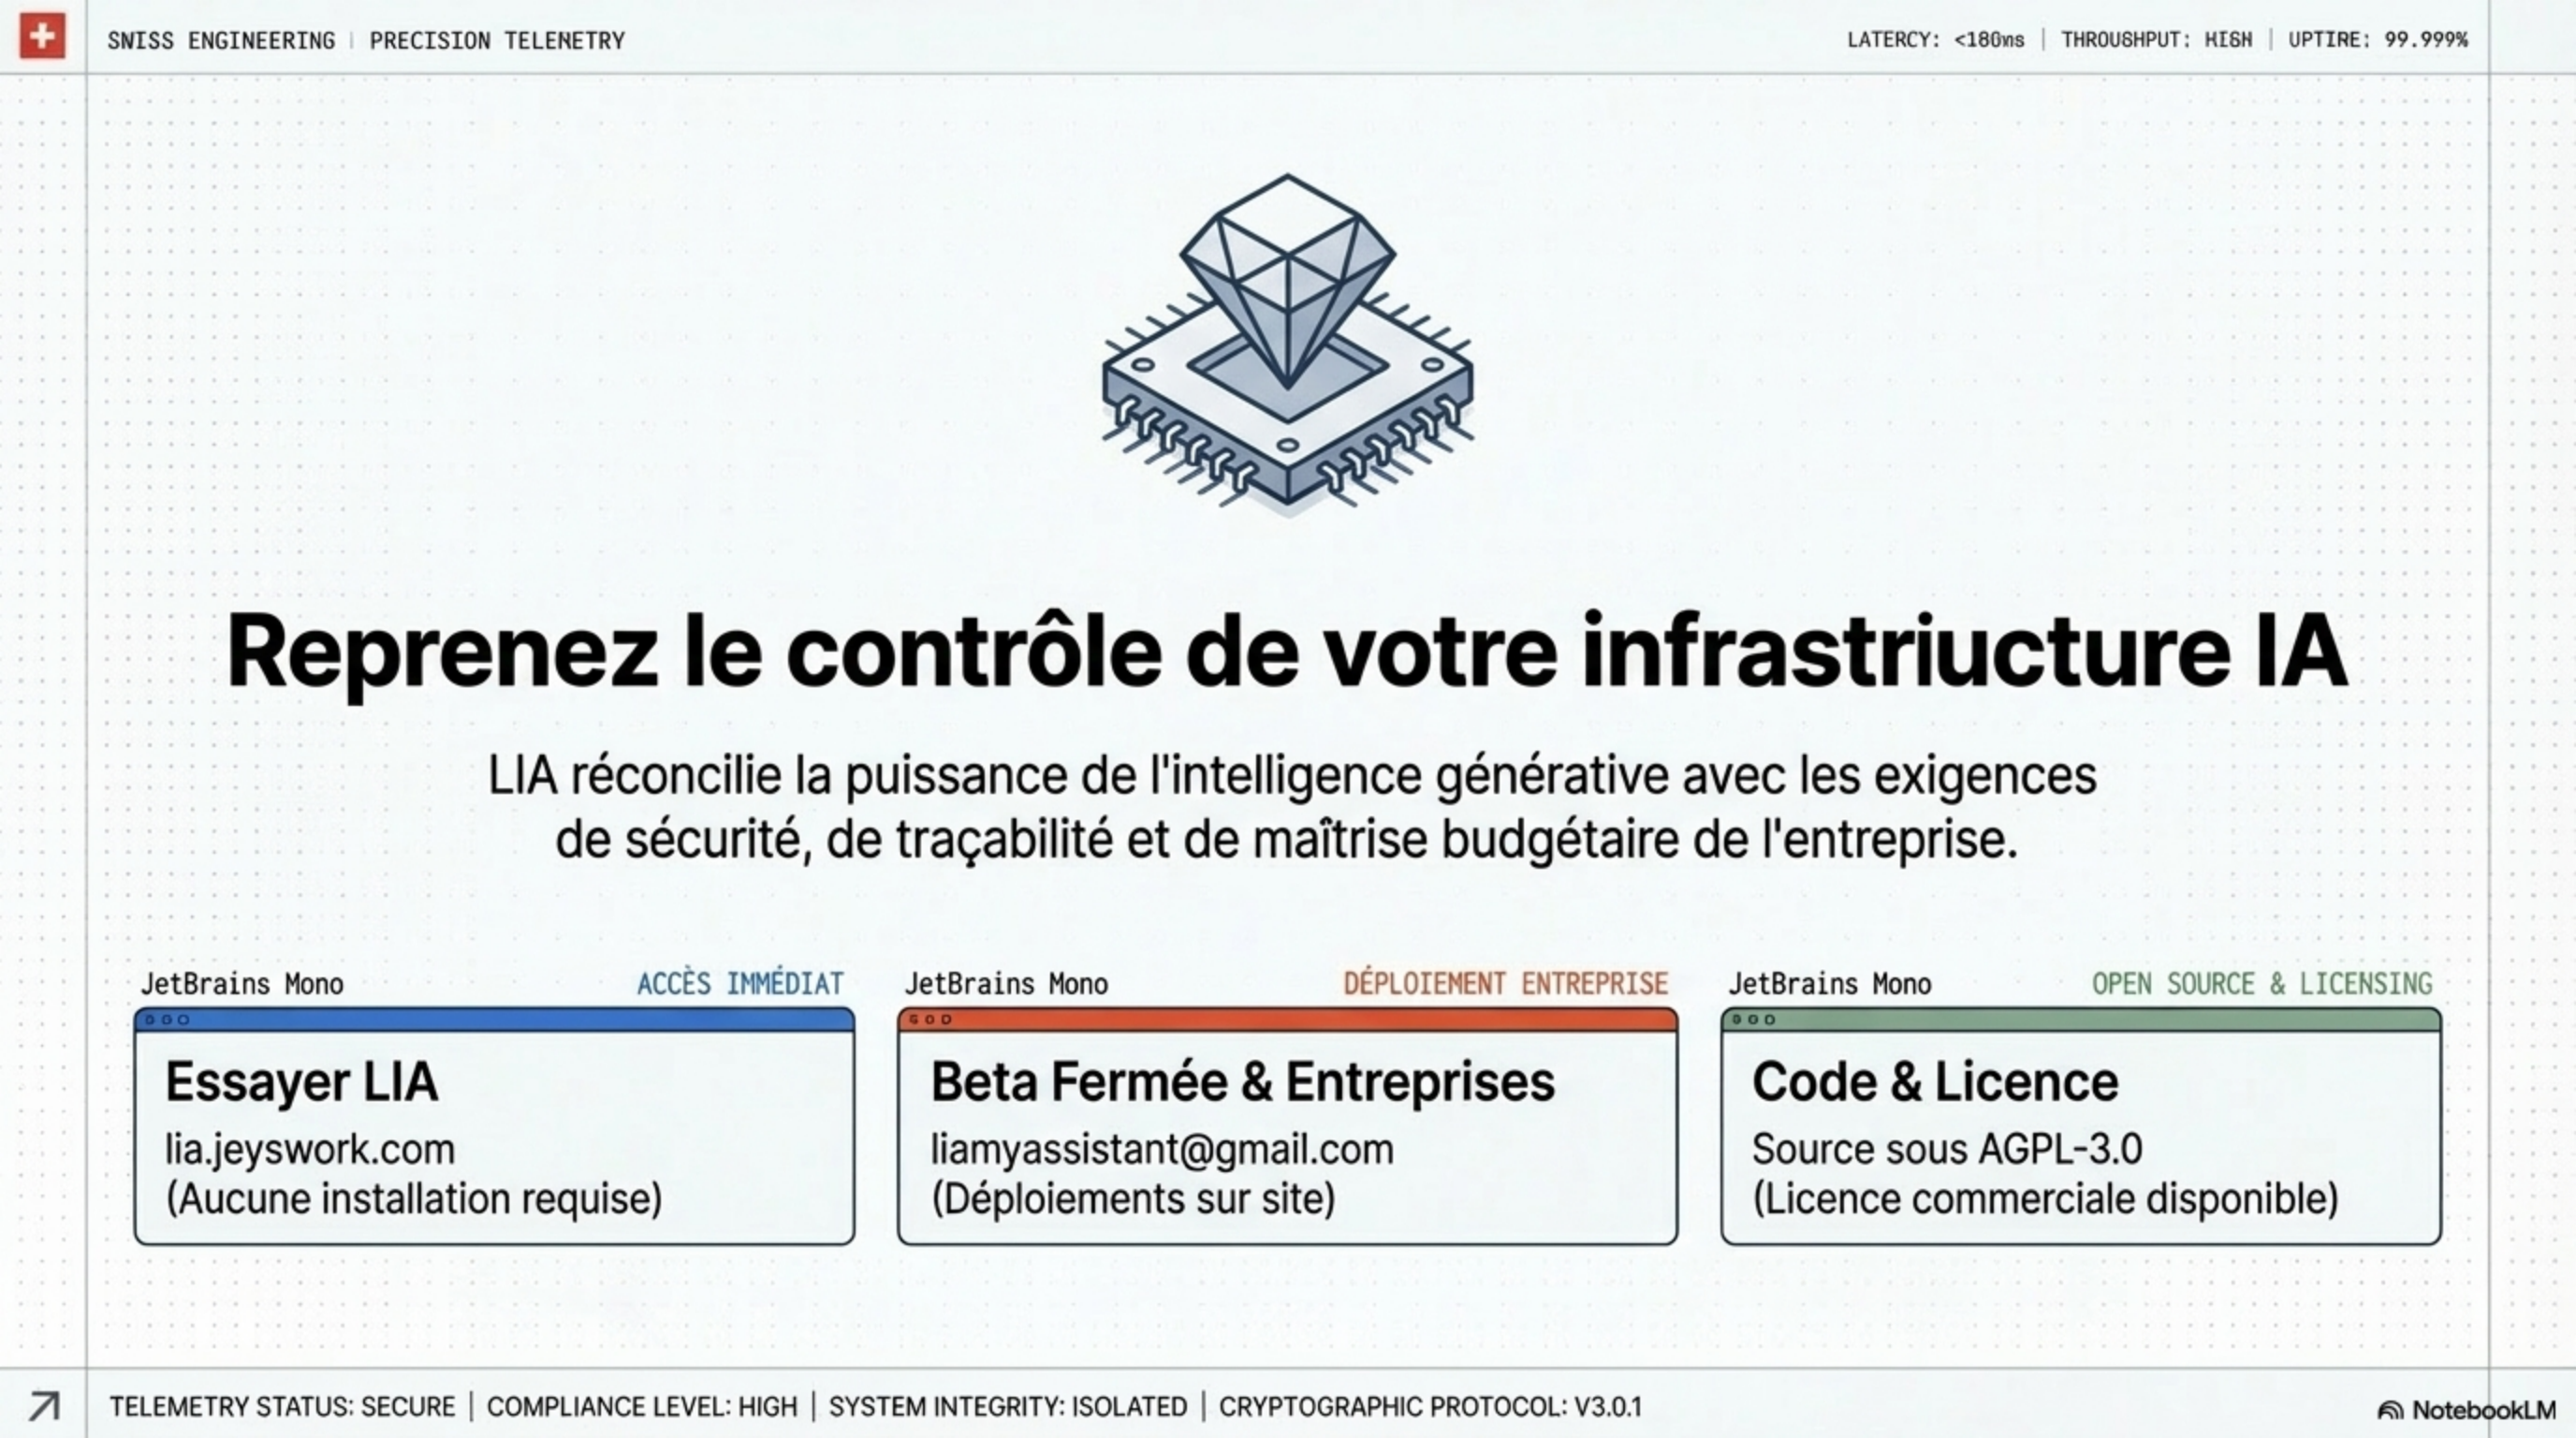 SNISS ENGINEERING | PRECISION TELEMETRY
LATERCY: <180ms | THROUSHPUT: HISH | UPTIRE: 99.999%
Reprenez le contrôle de votre infrastriucture IA
LIA réconcilie la puissance de l'intelligence générative avec les exigences
de sécurité, de traçabilité et de maîtrise budgétaire de l'entreprise.
JetBrains Mono ACCÈS IMMÉDIAT
Essayer LIA
lia.jeyswork.com
(Aucune installation requise)
JetBrains Mono DÉPLOIEMENT ENTREPRISE
Beta Fermée & Entreprises
liamyassistant@gmail.com
(Déploiements sur site)
JetBrains Mono OPEN SOURCE & LICENSING
Code & Licence
Source sous AGPL-3.0
(Licence commerciale disponible)
TELEMETRY STATUS: SECURE | COMPLIANCE LEVEL: HIGH | SYSTEM INTEGRITY: ISOLATED | CRYPTOGRAPHIC PROTOCOL: V3.0.1
NotebookLM